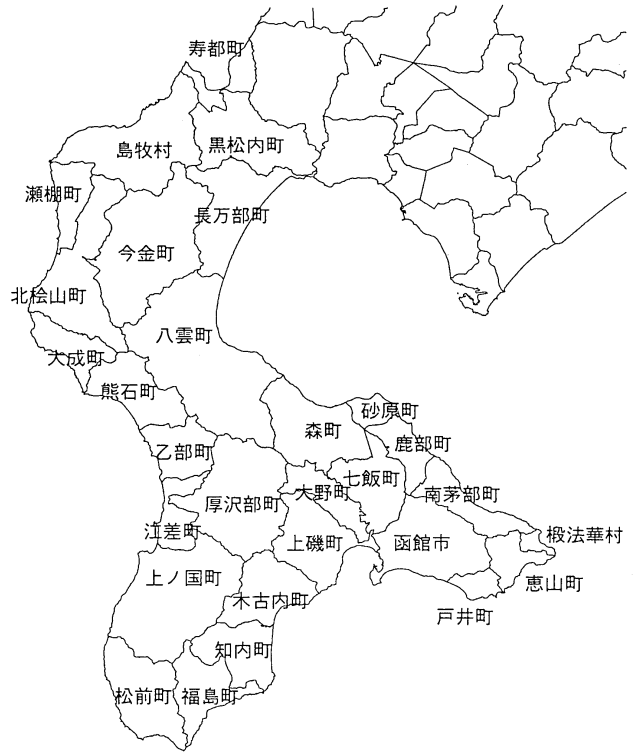 寿都町
島牧村
黒松内町
瀬棚町
長万部町
今金町
北桧山町
八雲町
大成町
熊石町
砂原町
森町
鹿部町
乙部町
七飯町
大野町
南茅部町
厚沢部町
江差町
上磯町
函館市
椴法華村
上ノ国町
恵山町
木古内町
戸井町
知内町
松前町
福島町